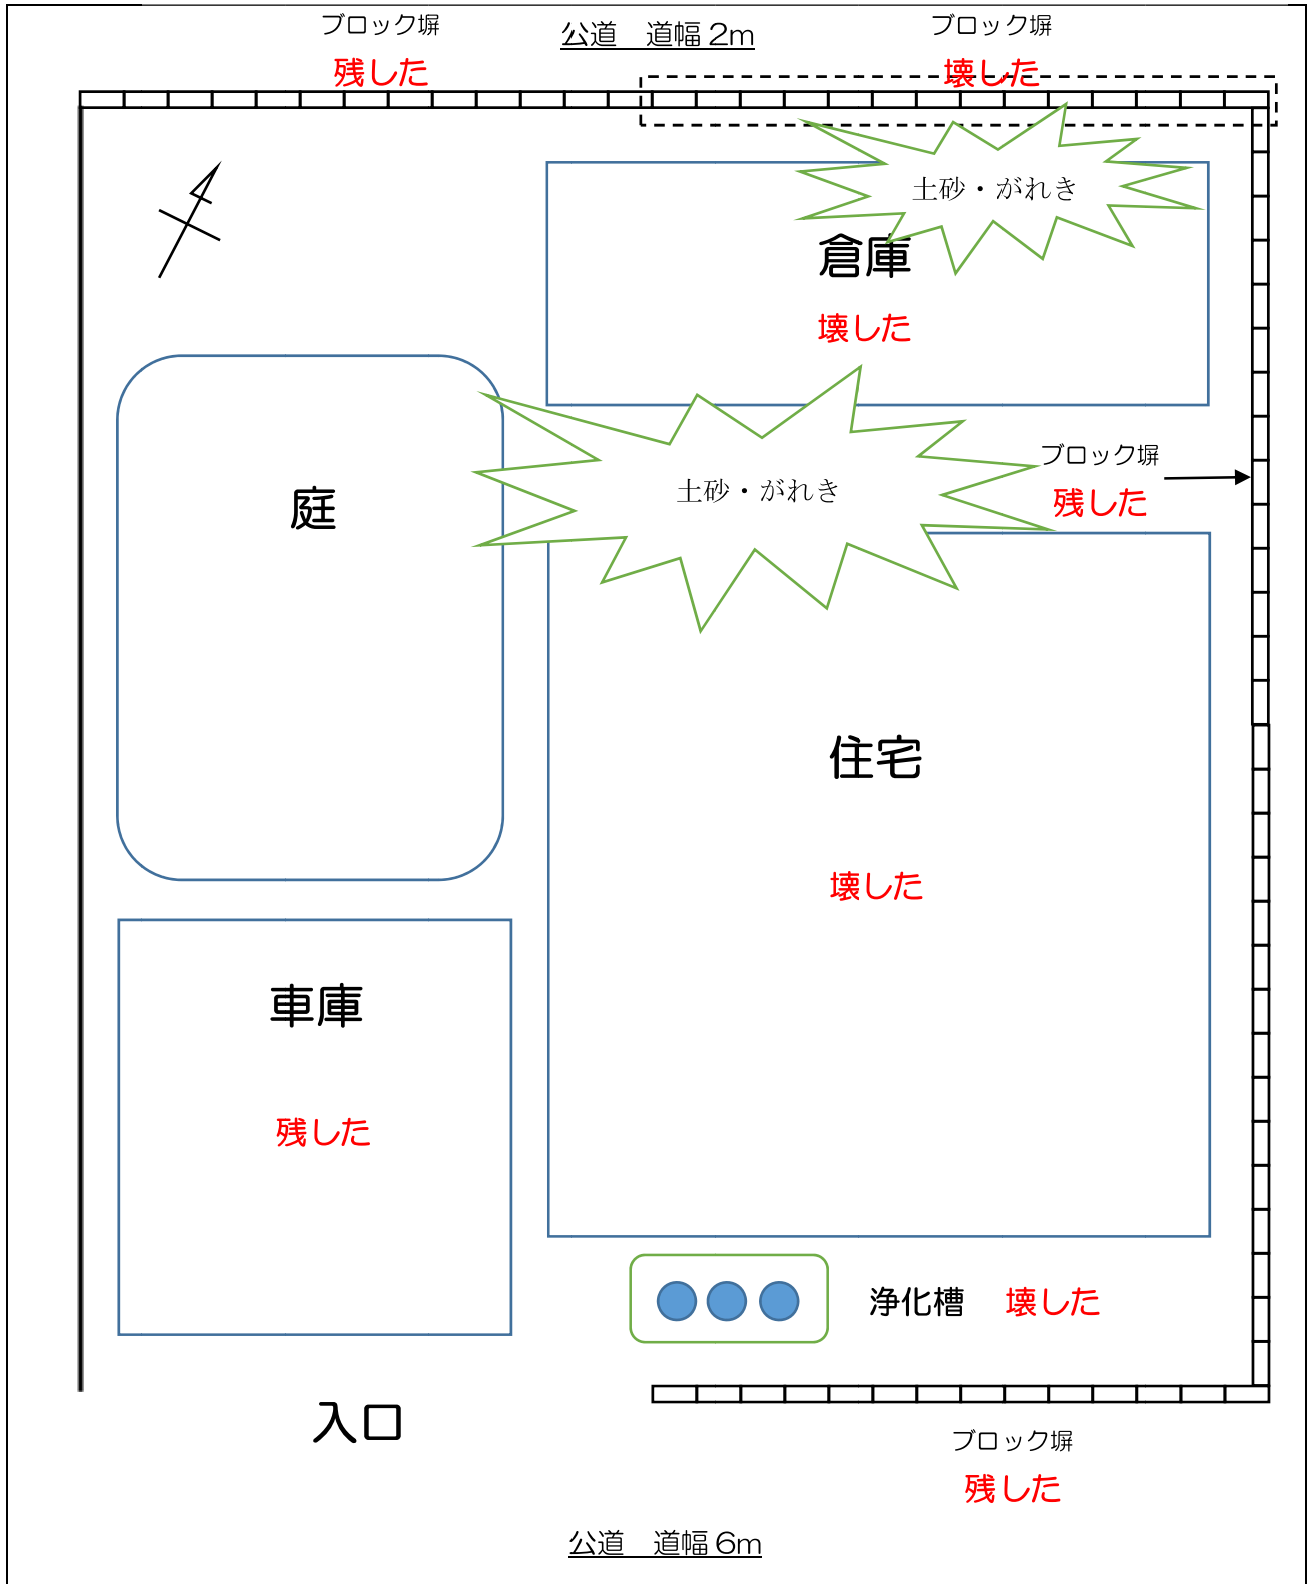 ブロック塀
公道　道幅 2m
ブロック塀
残した
壊した
土砂・がれき
倉庫
壊した
ブロック塀
土砂・がれき
残した
庭
住宅
壊した
車庫
残した
浄化槽　壊した
入口
ブロック塀
残した
公道　道幅 6m